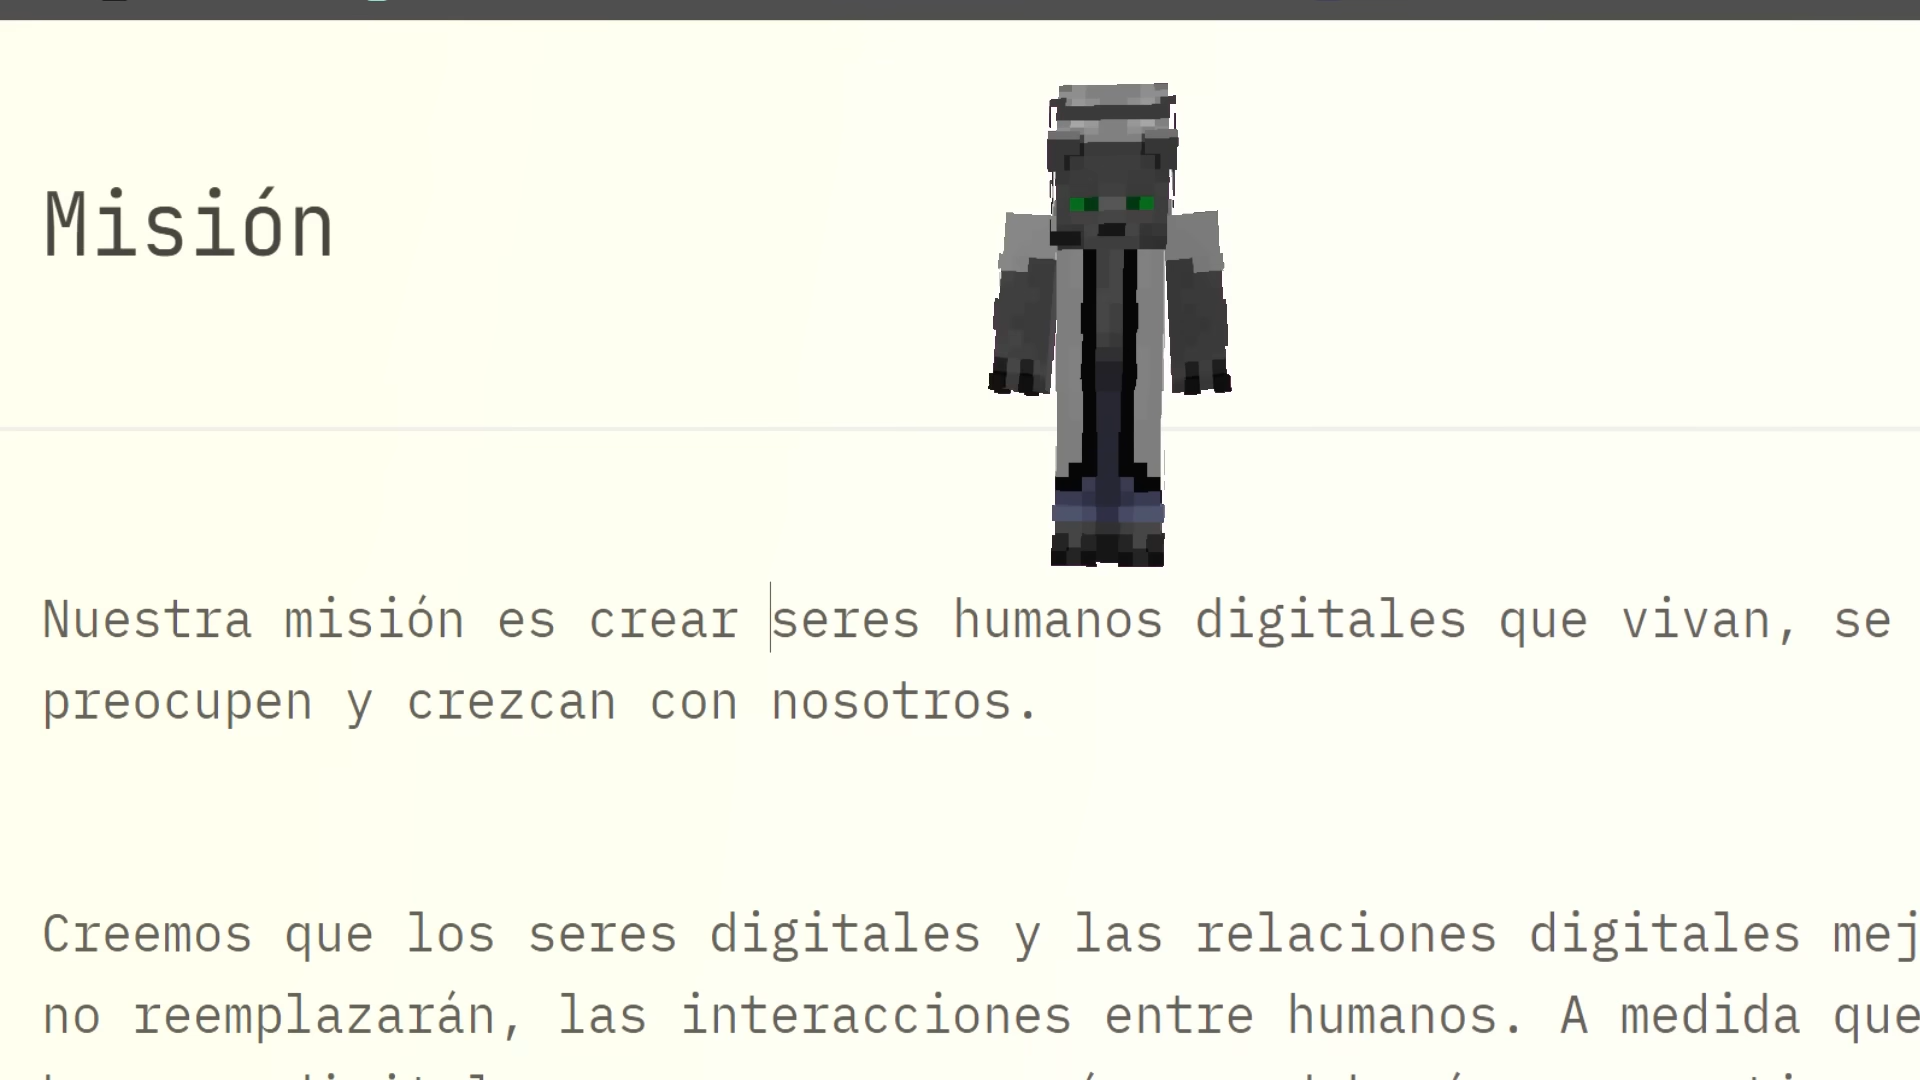 Misión
Nuestra misión es crear seres humanos digitales que vivan, se
preocupen y crezcan con nosotros.
Creemos que los seres digitales y las relaciones digitales mej
no reemplazarán, las interacciones entre humanos. A medida que